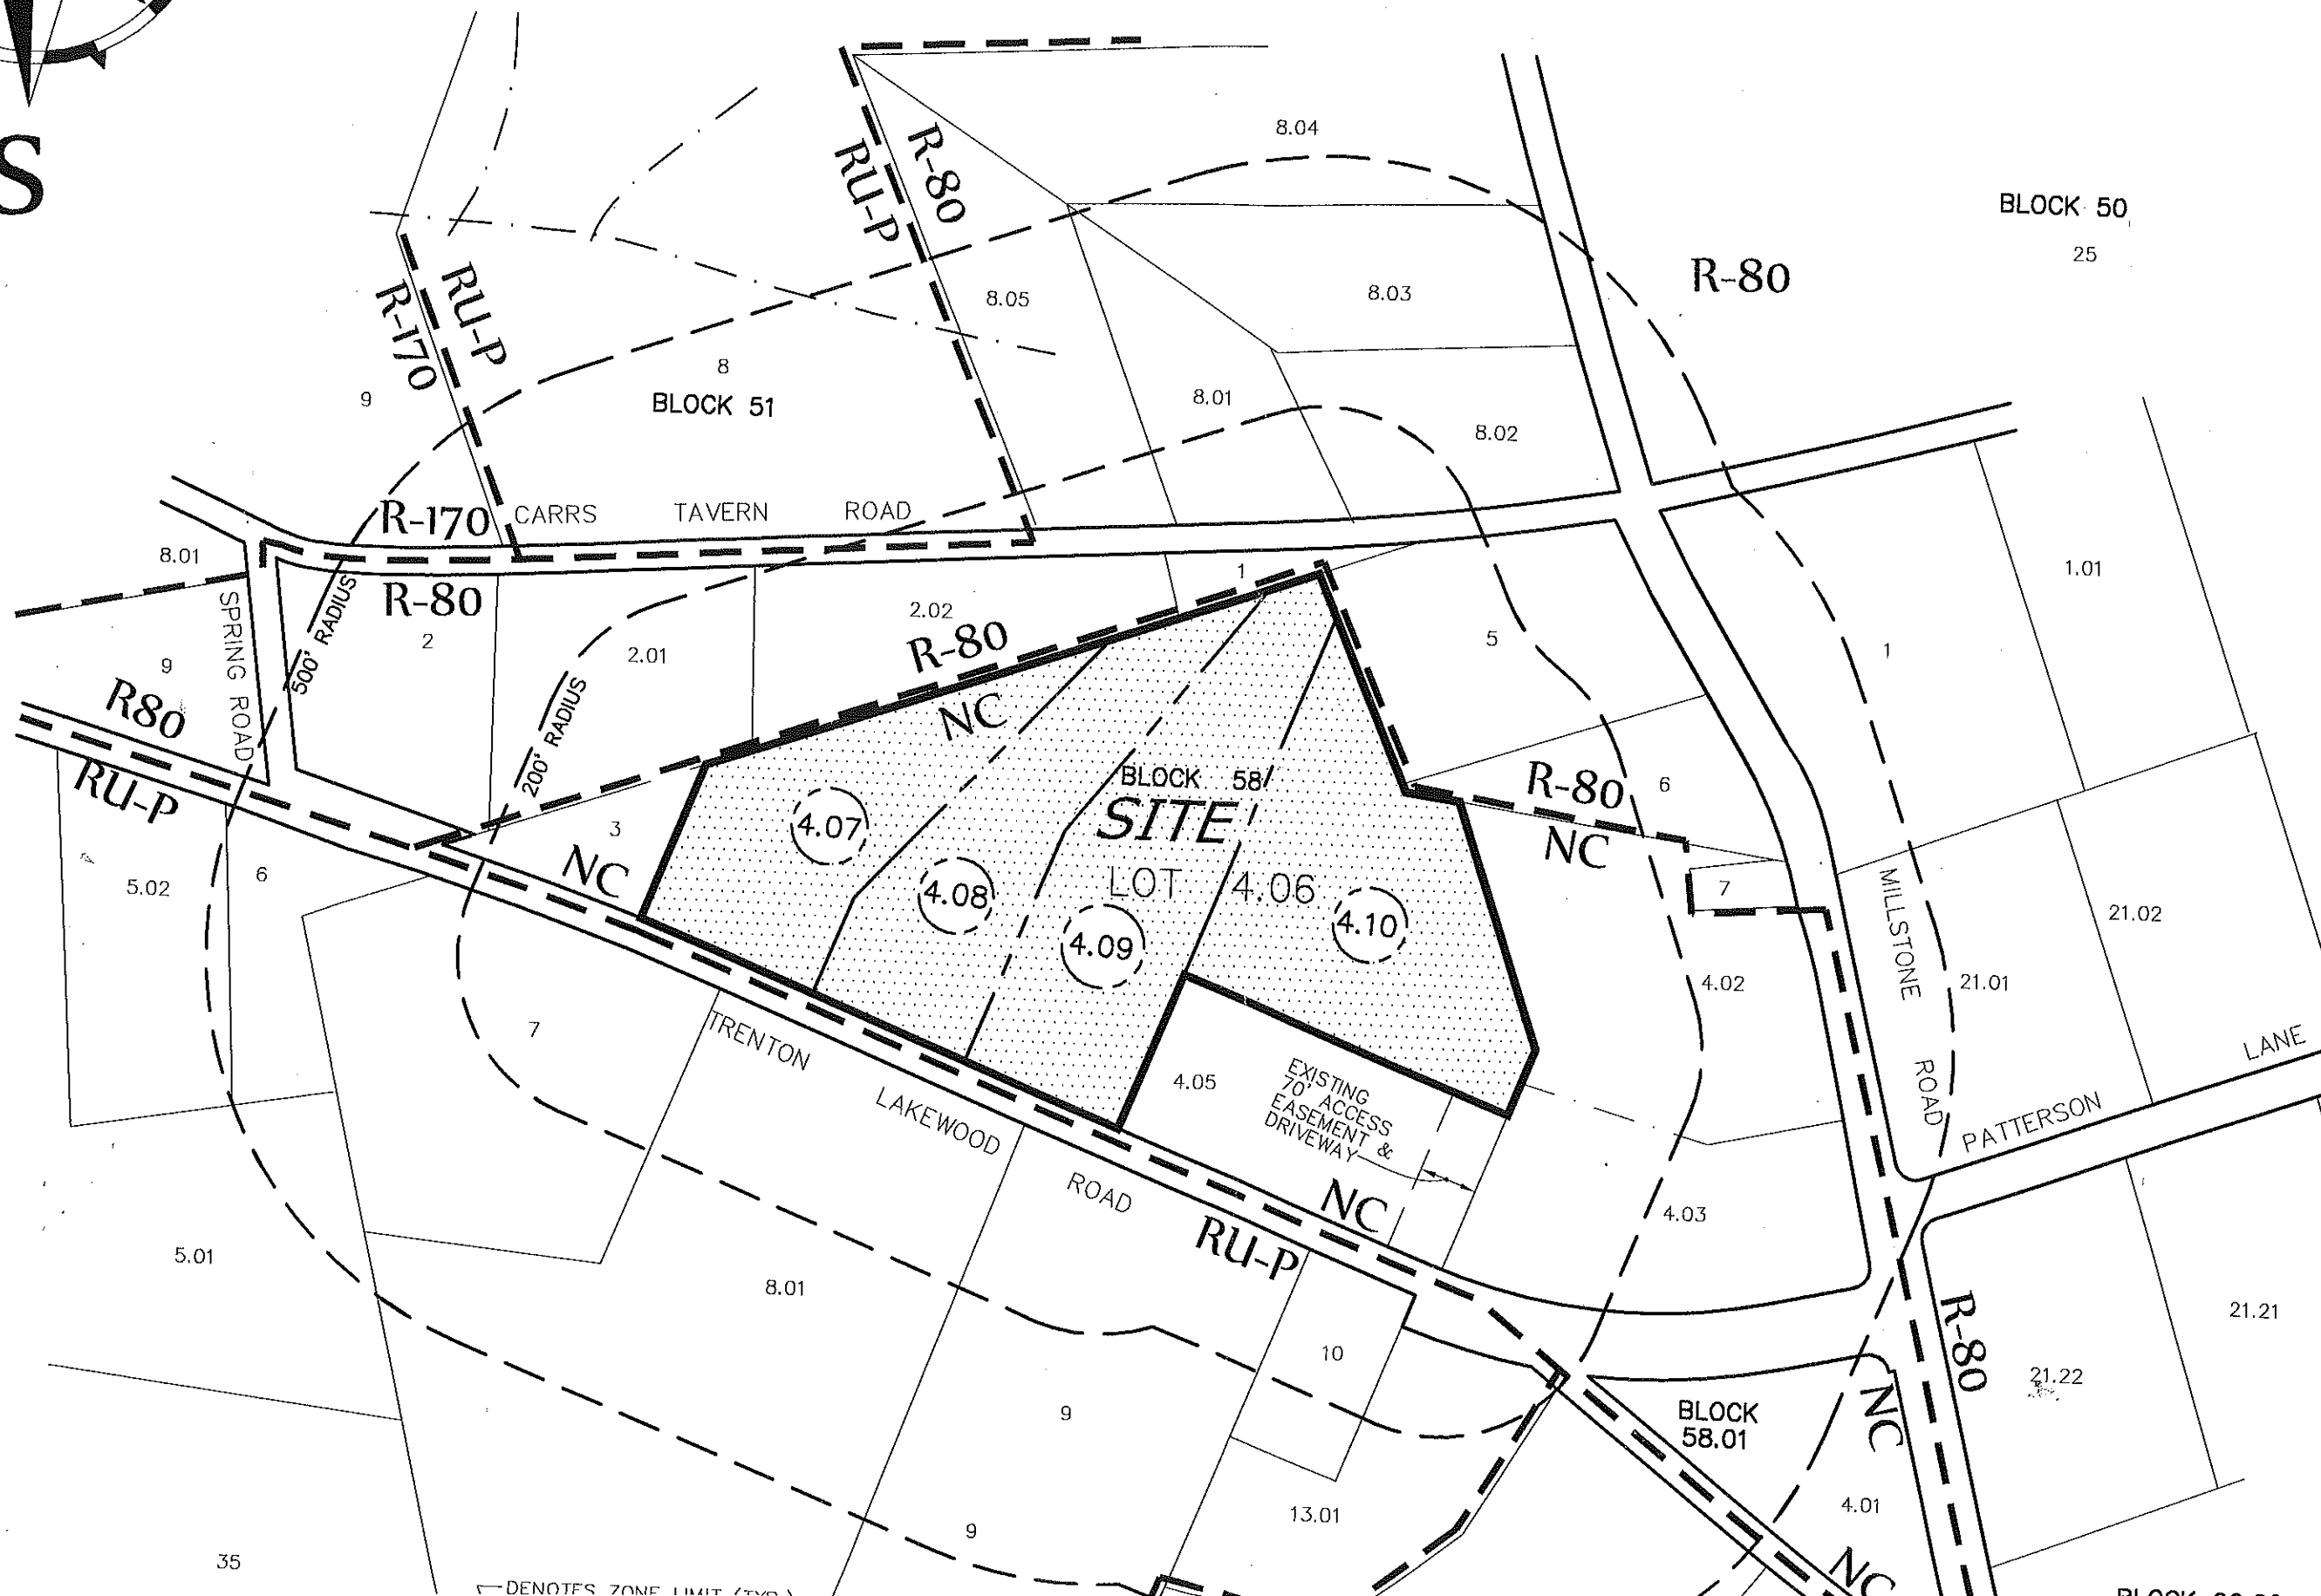 S
8.04
R-80
RU-P
BLOCK 50
25
R-80
8.05
8.03
RU-P
R-170
8
BLOCK 51
9
8.01
8.02
R-170
CARRS TAVERN ROAD
8.01
R-80
SPRING ROAD
500' RADIUS
2
2.01
2.02
1
5
1
1.01
9
R80
RU-P
R-80
NC
200' RADIUS
BLOCK 58
SITE
LOT 4.06
4.07
4.08
4.09
4.10
3
NC
R-80
NC
6
7
5.02
6
4.02
MILLSTONE ROAD
21.01
21.02
7
TRENTON LAKEWOOD ROAD
4.05
EXISTING
70' ACCESS
EASEMENT &
DRIVEWAY
PATTERSON LANE
NC
RU-P
4.03
5.01
8.01
10
R-80
NC
21.21
21.22
BLOCK
58.01
9
9
13.01
4.01
NC
35
DENOTES ZONE LIMIT (TYP.)